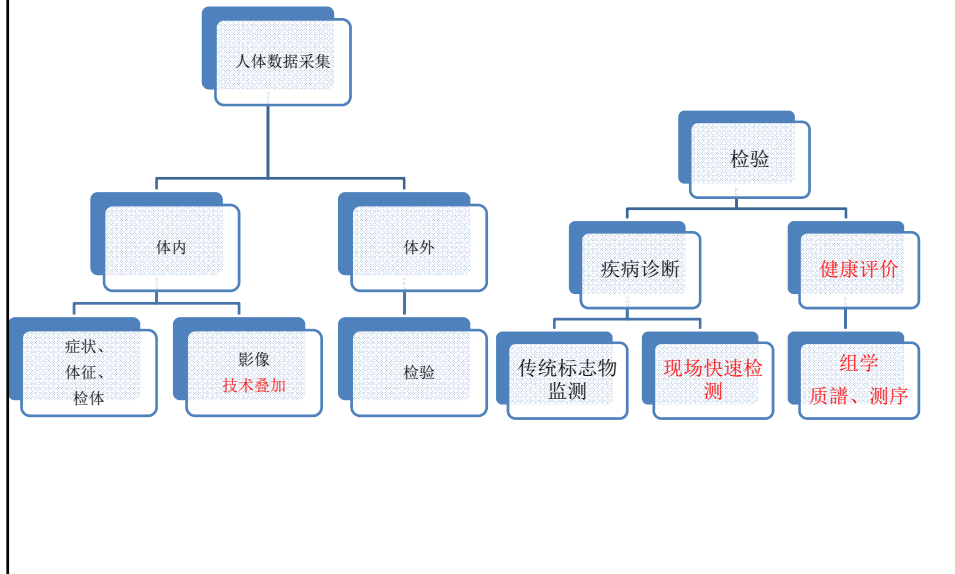 人体数据采集
体内
体外
症状、
体征、
检体
影像
技术叠加
检验
检验
疾病诊断
健康评价
传统标志物
监测
现场快速检
测
组学
质譜、测序